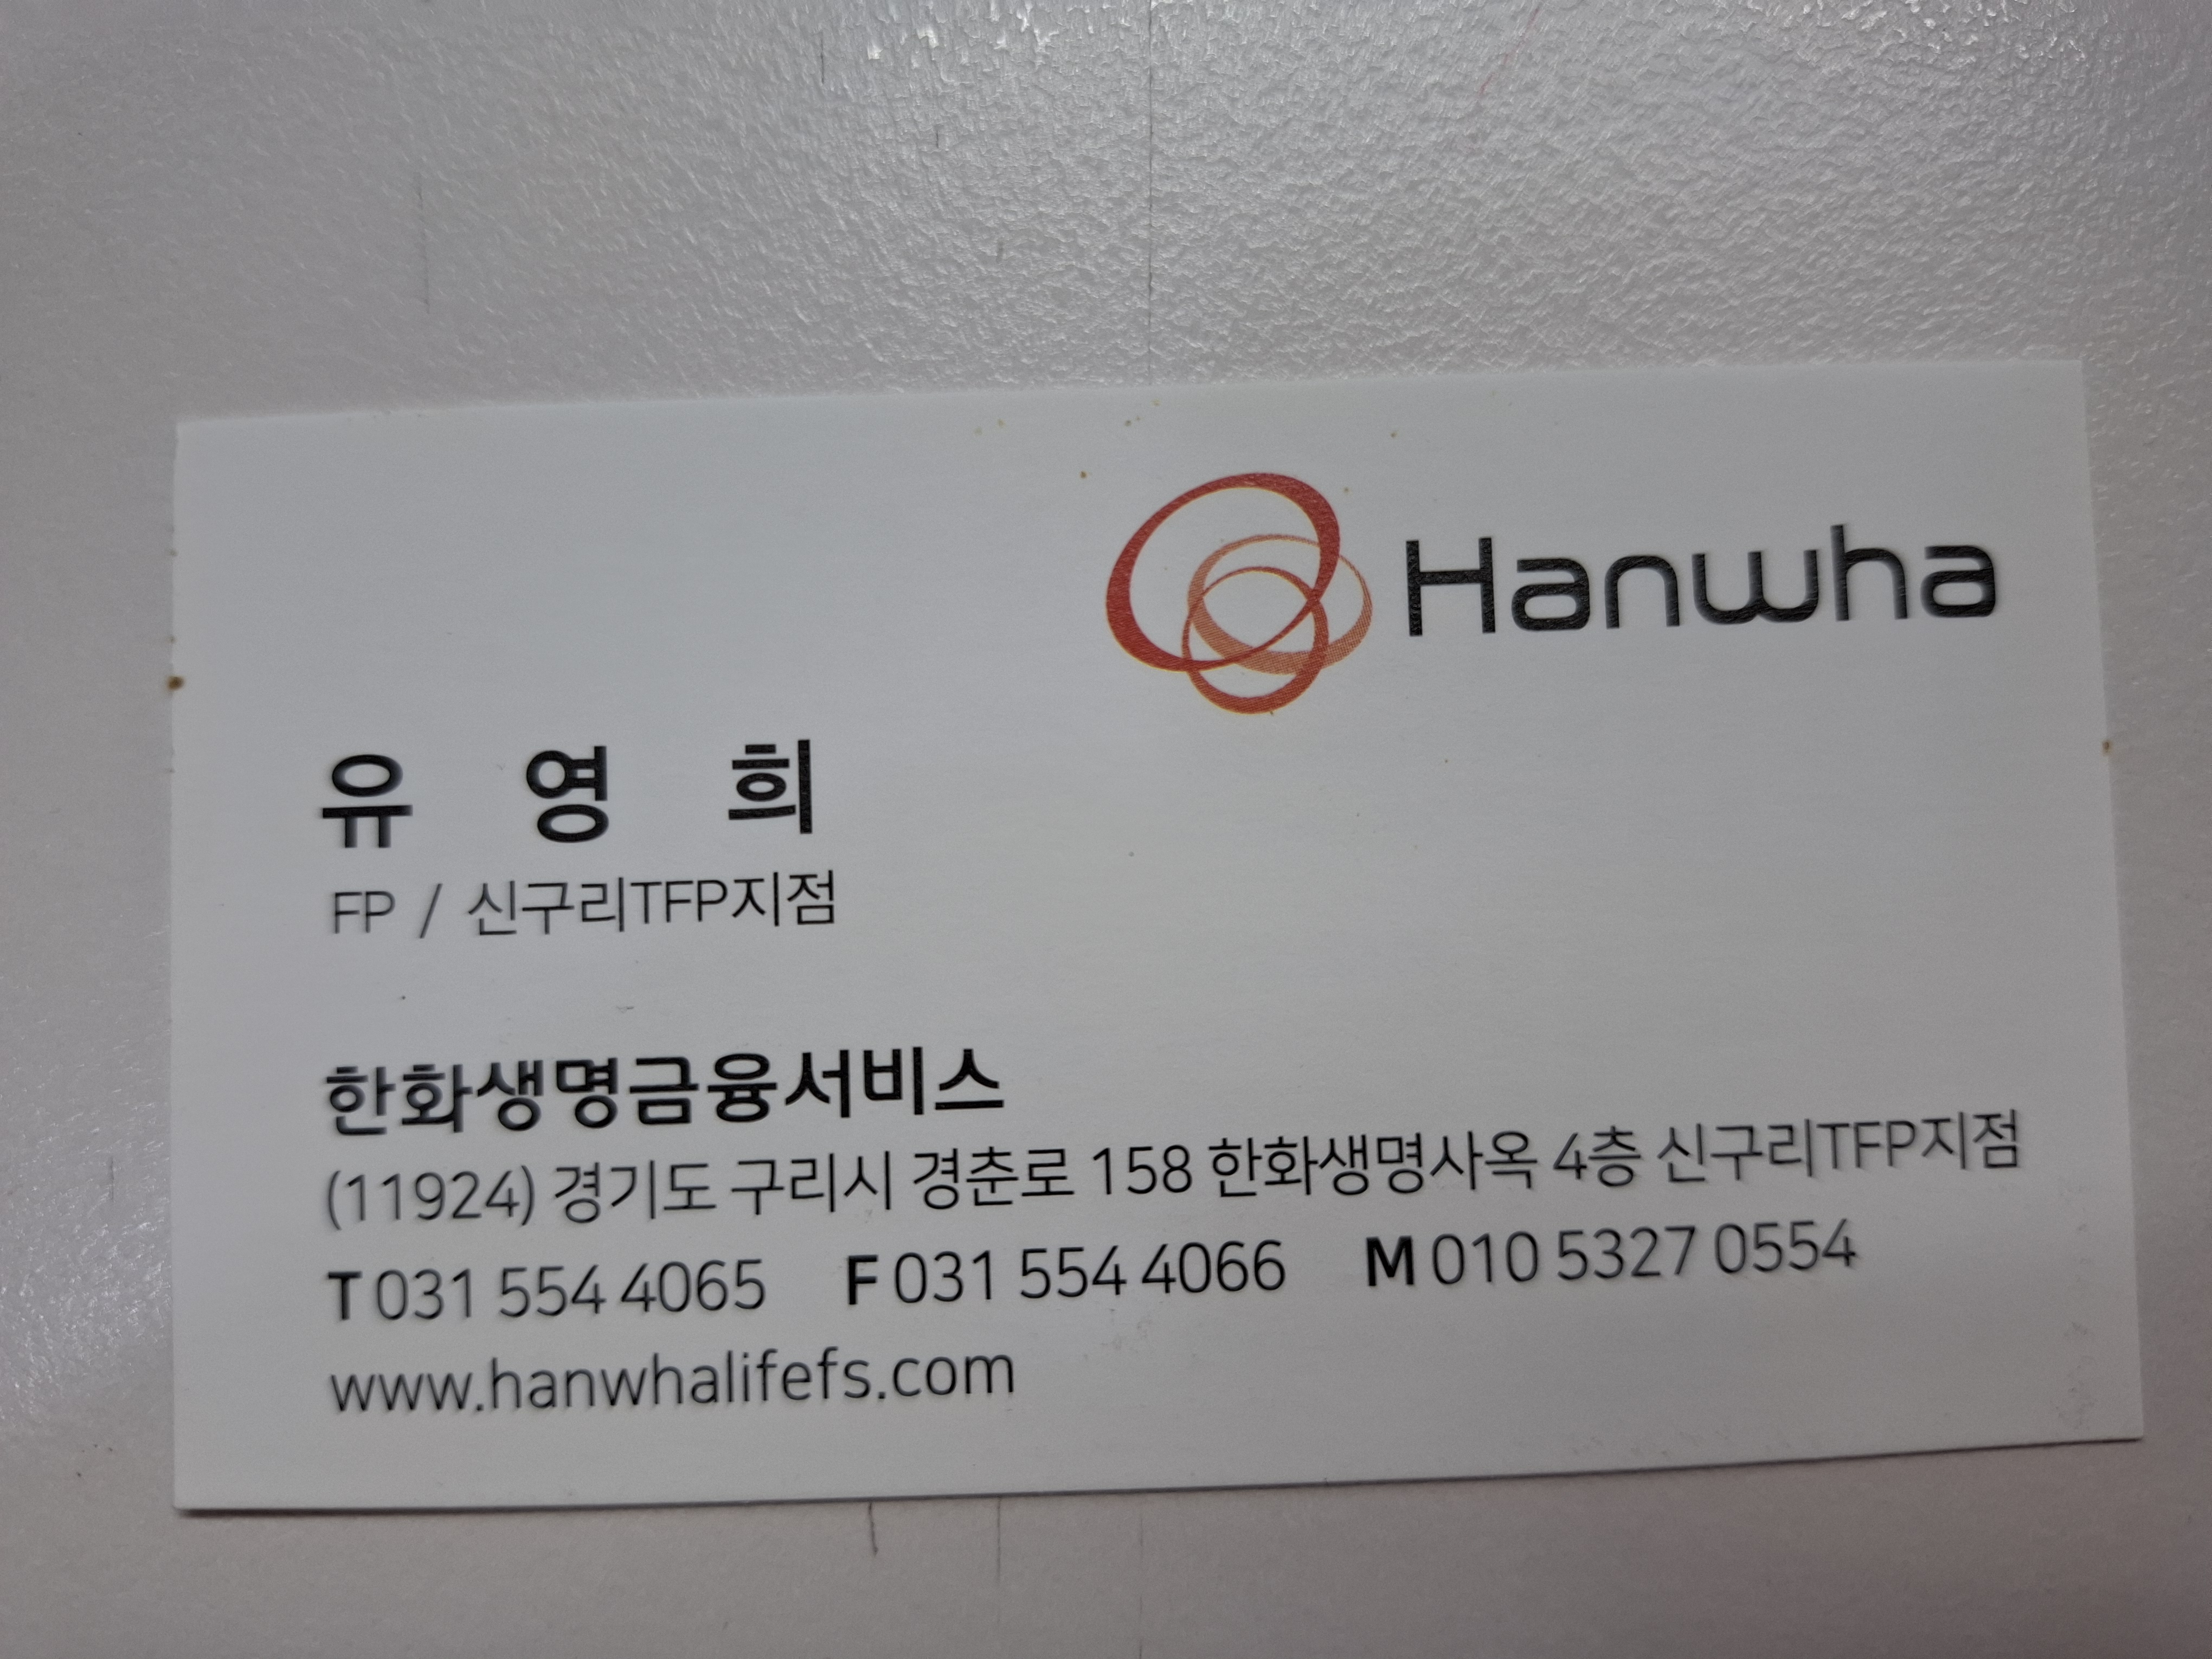 Hanwha
유 영 희
FP / 신구리TFP지점
한화생명금융서비스
(11924) 경기도 구리시 경춘로 158 한화생명사옥 4층 신구리TFP지점
T 031 554 4065 F 031 554 4066 M 010 5327 0554
www.hanwhalifefs.com